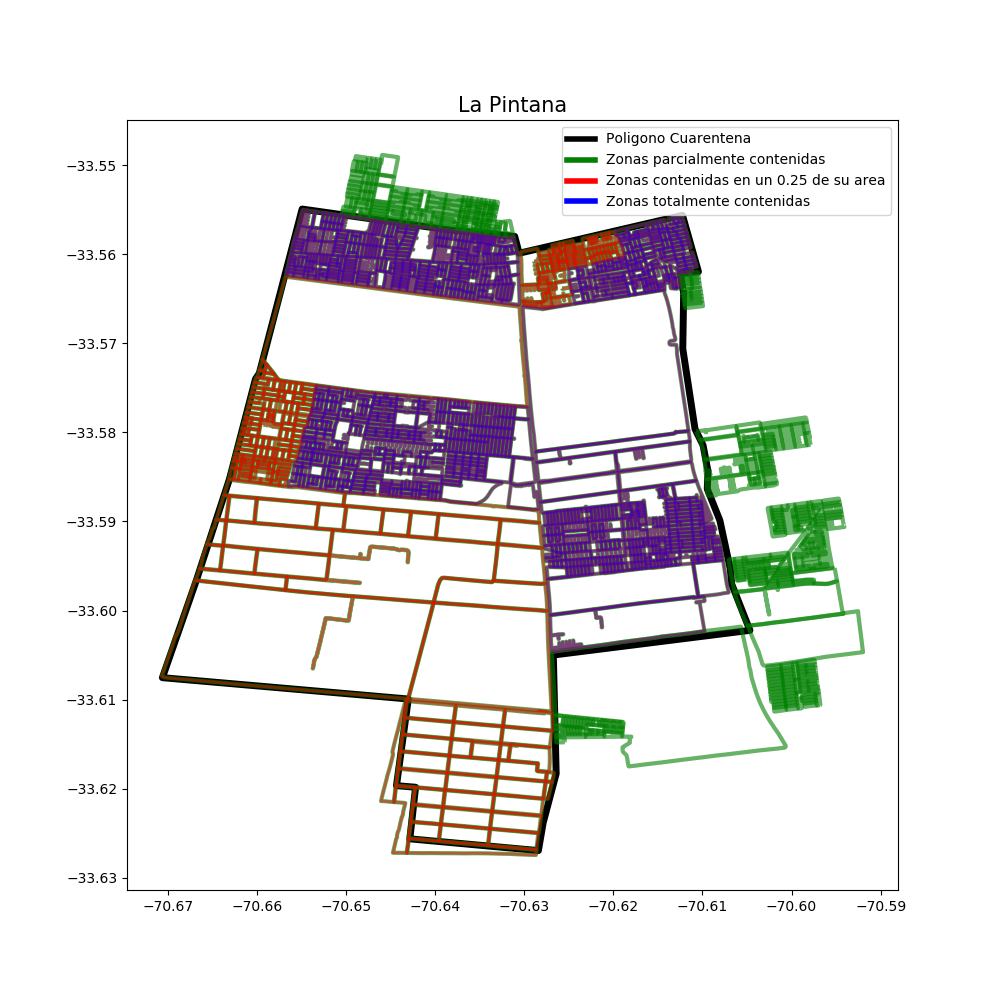 La Pintana
Poligono Cuarentena
Zonas parcialmente contenidas
Zonas contenidas en un 0.25 de su area
Zonas totalmente contenidas
−33.55
−33.56
−33.57
−33.58
−33.59
−33.60
−33.61
−33.62
−33.63
−70.67 −70.66 −70.65 −70.64 −70.63 −70.62 −70.61 −70.60 −70.59